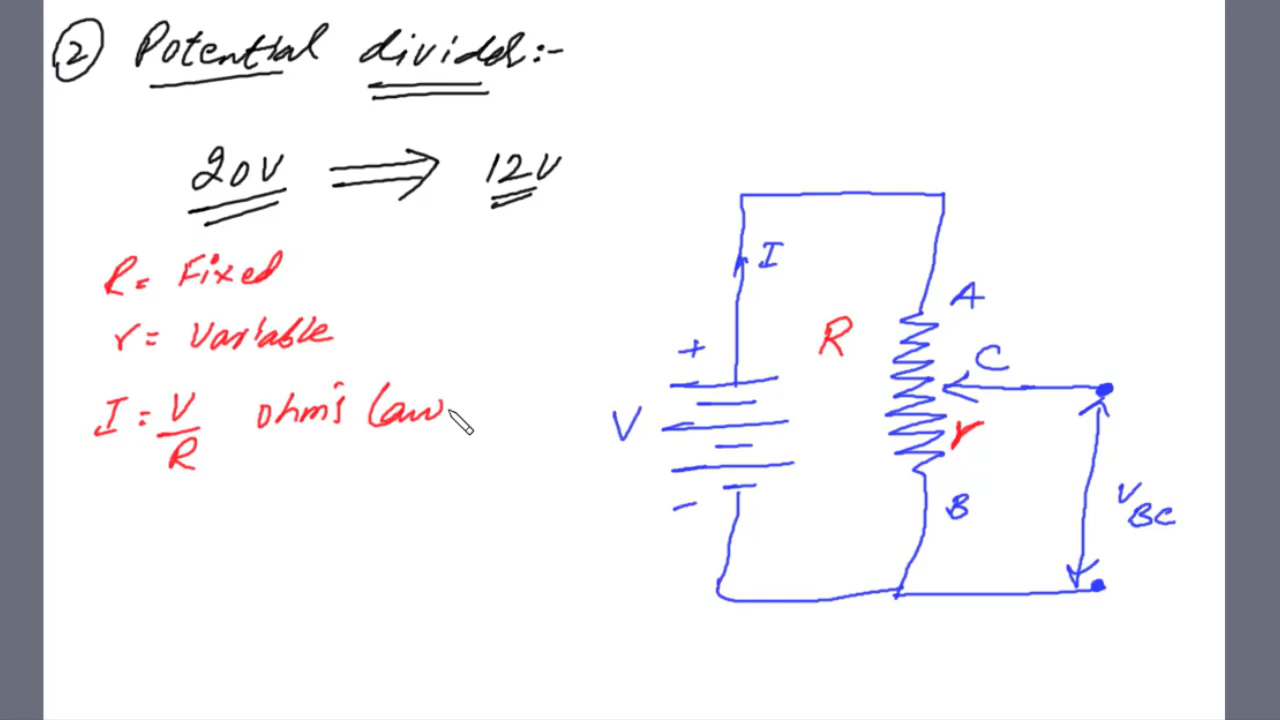 ② Potential divider:-
20V ⇒ 12V
R = Fixed
r = Variable
I = V/R ohm's law
I
A
+
R
C
V
r
-
B
VBC